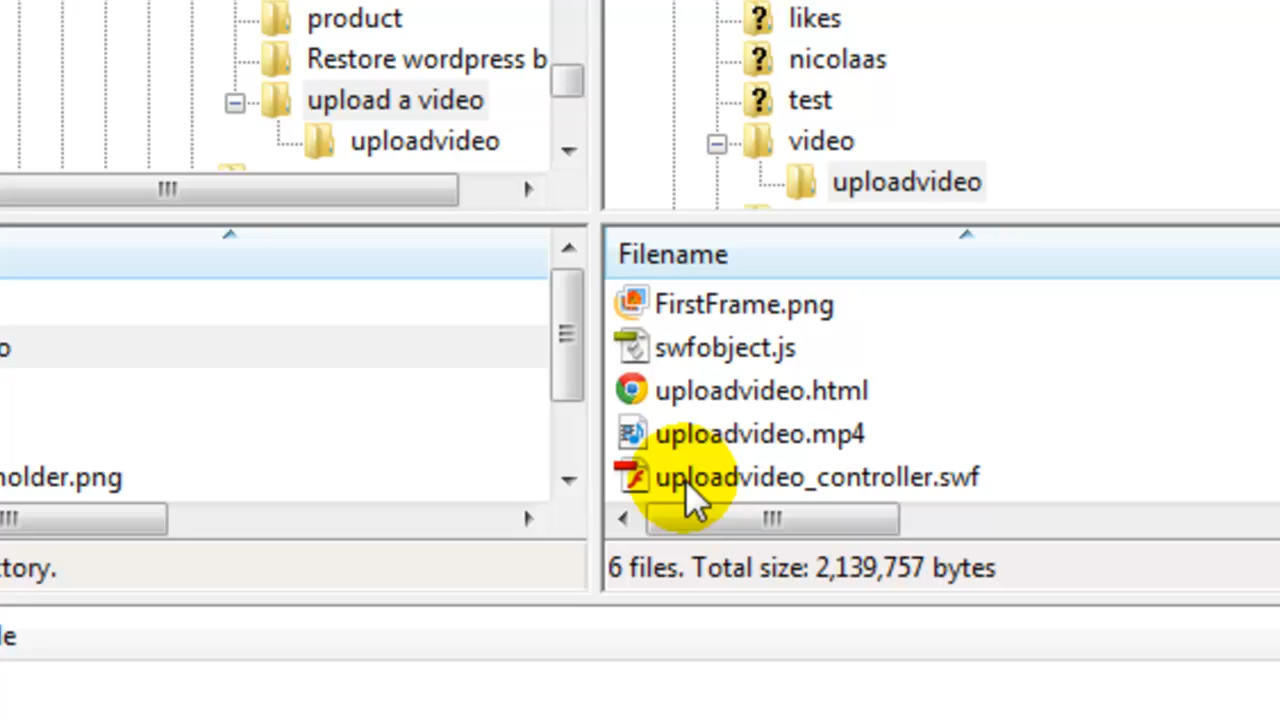 product
Restore wordpress b
upload a video
uploadvideo
likes
nicolaas
test
video
uploadvideo
o
holder.png
tory.
Filename
FirstFrame.png
swfobject.js
uploadvideo.html
uploadvideo.mp4
uploadvideo_controller.swf
6 files. Total size: 2,139,757 bytes
le